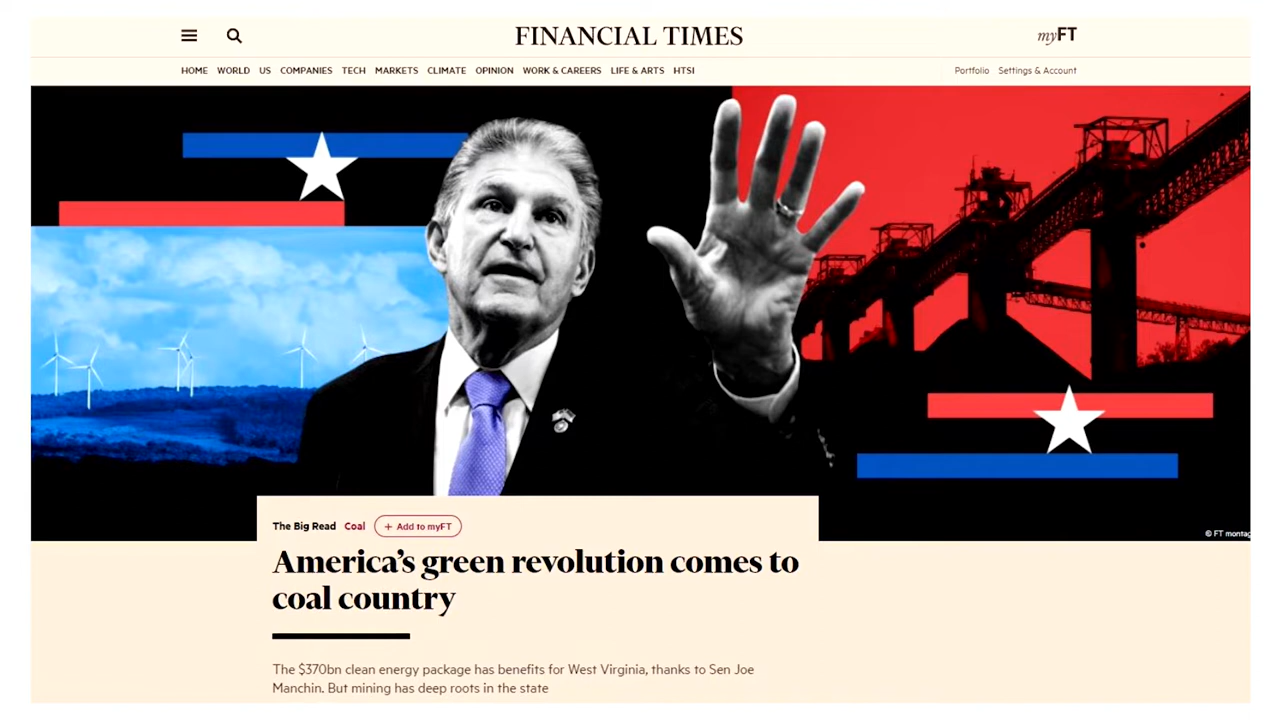 FINANCIAL TIMES
myFT
HOME WORLD US COMPANIES TECH MARKETS CLIMATE OPINION WORK & CAREERS LIFE & ARTS HTSI
Portfolio Settings & Account
© FT montag
The Big Read Coal + Add to myFT
America's green revolution comes to
coal country
The $370bn clean energy package has benefits for West Virginia, thanks to Sen Joe
Manchin. But mining has deep roots in the state